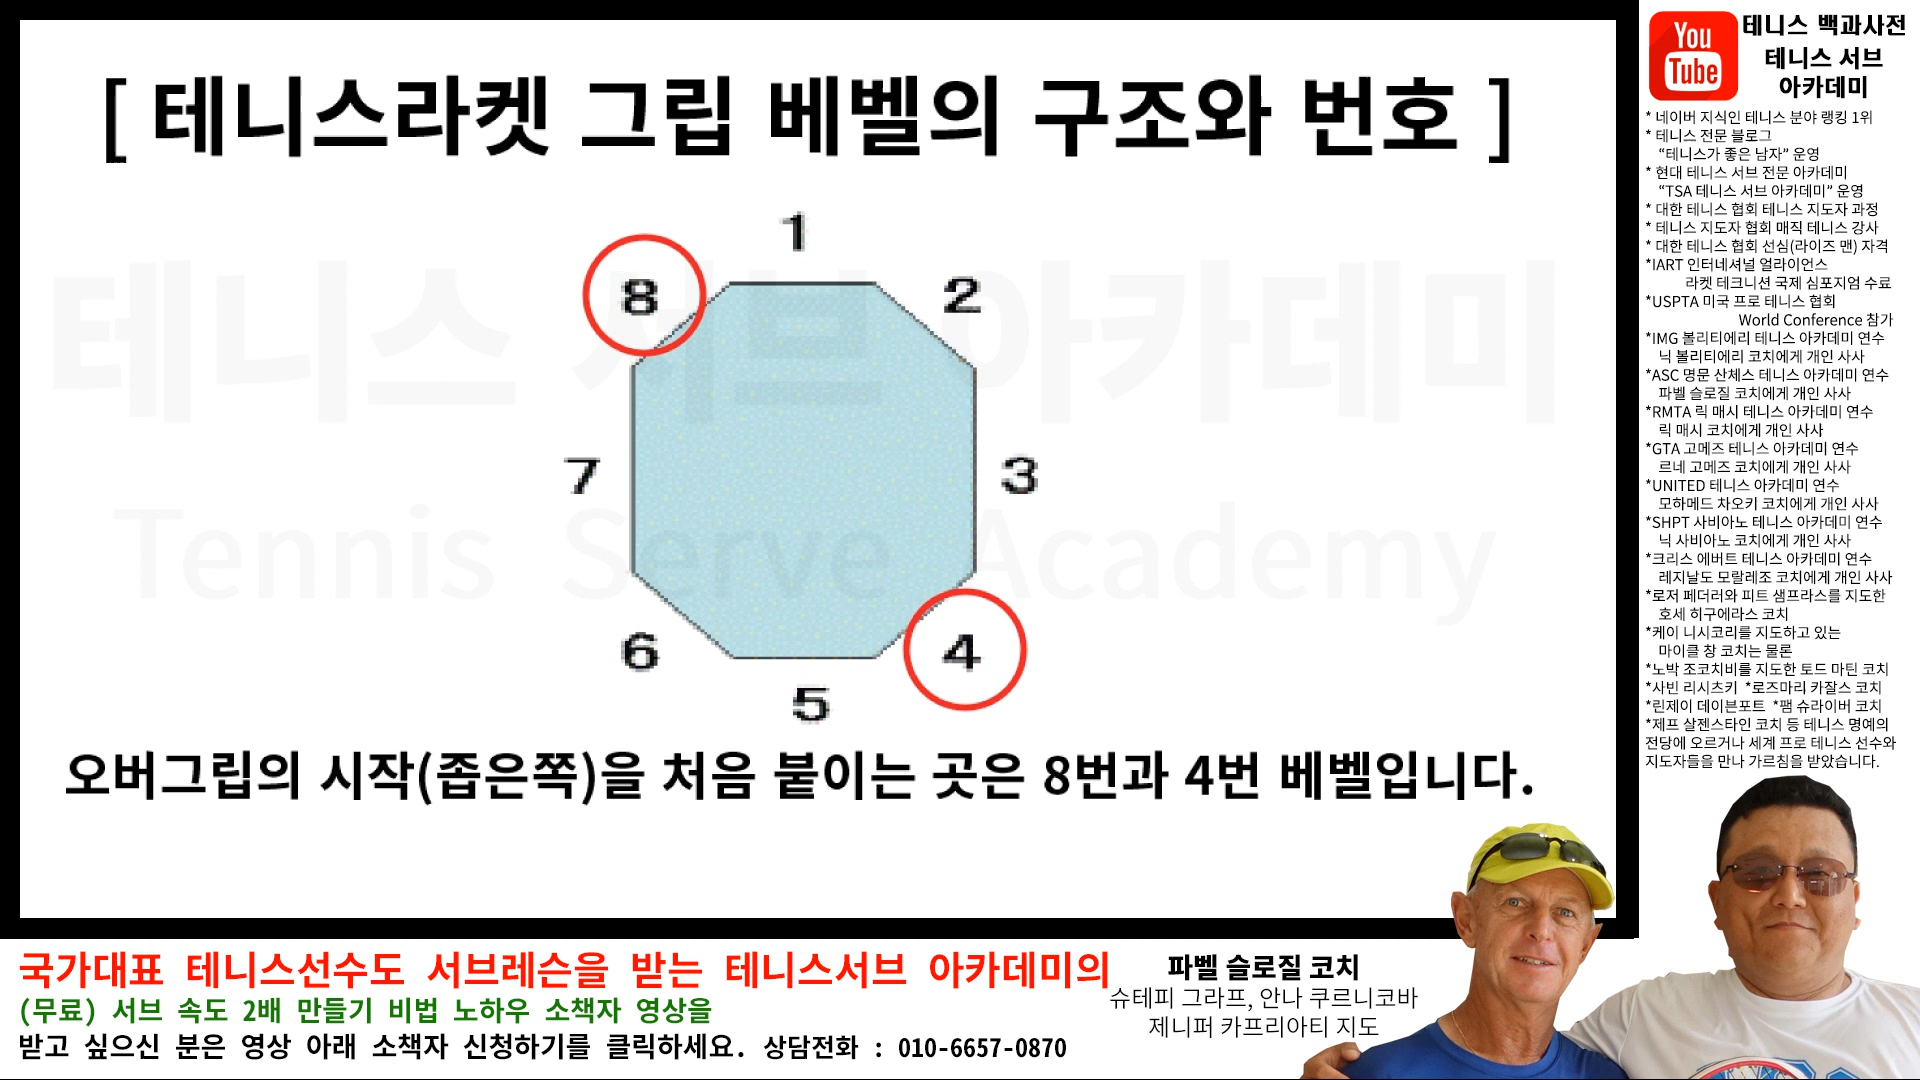 [ 테니스라켓 그립 베벨의 구조와 번호 ]
1
8
2
7
3
6
4
5
테니스 서브 아카데미
Tennis Serve Academy
오버그립의 시작(좁은쪽)을 처음 붙이는 곳은 8번과 4번 베벨입니다.
You
Tube
테니스 백과사전
테니스 서브
아카데미
* 네이버 지식인 테니스 분야 랭킹 1위
* 테니스 전문 블로그
“테니스가 좋은 남자” 운영
* 현대 테니스 서브 전문 아카데미
“TSA 테니스 서브 아카데미” 운영
* 대한 테니스 협회 테니스 지도자 과정
* 테니스 지도자 협회 매직 테니스 강사
* 대한 테니스 협회 선심(라이즈 맨) 자격
*IART 인터네셔널 얼라이언스
라켓 테크니션 국제 심포지엄 수료
*USPTA 미국 프로 테니스 협회
World Conference 참가
*IMG 볼리티에리 테니스 아카데미 연수
닉 볼리티에리 코치에게 개인 사사
*ASC 명문 산체스 테니스 아카데미 연수
파벨 슬로질 코치에게 개인 사사
*RMTA 릭 매시 테니스 아카데미 연수
릭 매시 코치에게 개인 사사
*GTA 고메즈 테니스 아카데미 연수
르네 고메즈 코치에게 개인 사사
*UNITED 테니스 아카데미 연수
모하메드 차오키 코치에게 개인 사사
*SHPT 사비아노 테니스 아카데미 연수
닉 사비아노 코치에게 개인 사사
*크리스 에버트 테니스 아카데미 연수
레지날도 모랄레조 코치에게 개인 사사
*로저 페더러와 피트 샘프라스를 지도한
호세 히구에라스 코치
*케이 니시코리를 지도하고 있는
마이클 창 코치는 물론
*노박 조코치비를 지도한 토드 마틴 코치
*사빈 리시츠키 *로즈마리 카잘스 코치
*린제이 데이븐포트 *팸 슈라이버 코치
*제프 살젠스타인 코치 등 테니스 명예의
전당에 오르거나 세계 프로 테니스 선수와
지도자들을 만나 가르침을 받았습니다.
국가대표 테니스선수도 서브레슨을 받는 테니스서브 아카데미의
(무료) 서브 속도 2배 만들기 비법 노하우 소책자 영상을
받고 싶으신 분은 영상 아래 소책자 신청하기를 클릭하세요. 상담전화 : 010-6657-0870
파벨 슬로질 코치
슈테피 그라프, 안나 쿠르니코바
제니퍼 카프리아티 지도